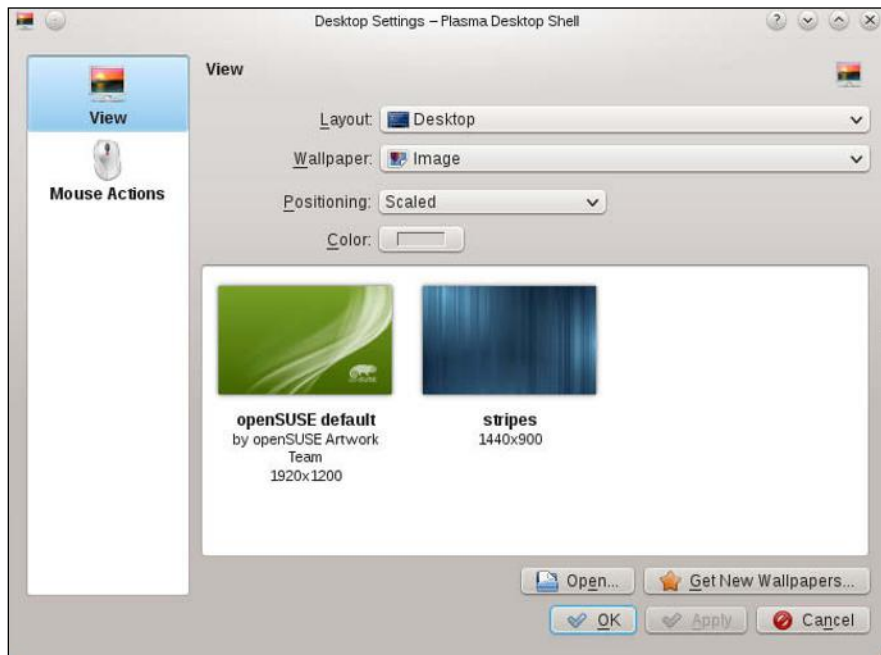 Desktop Settings – Plasma Desktop Shell
View
Mouse Actions
View
Layout: Desktop
Wallpaper: Image
Positioning: Scaled
Color:
openSUSE default
by openSUSE Artwork
Team
1920x1200
stripes
1440x900
Open...
Get New Wallpapers...
OK
Apply
Cancel